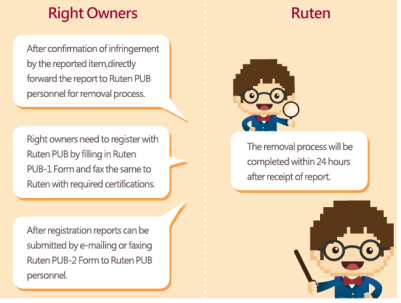 Right Owners
After confirmation of infringement
by the reported item,directly
forward the report to Ruten PUB
personnel for removal process.
Right owners need to register with
Ruten PUB by filling in Ruten
PUB-1 Form and fax the same to
Ruten with required certifications.
After registration reports can be
submitted by e-mailing or faxing
Ruten PUB-2 Form to Ruten PUB
personnel.
Ruten
The removal process will be
completed within 24 hours
after receipt of report.